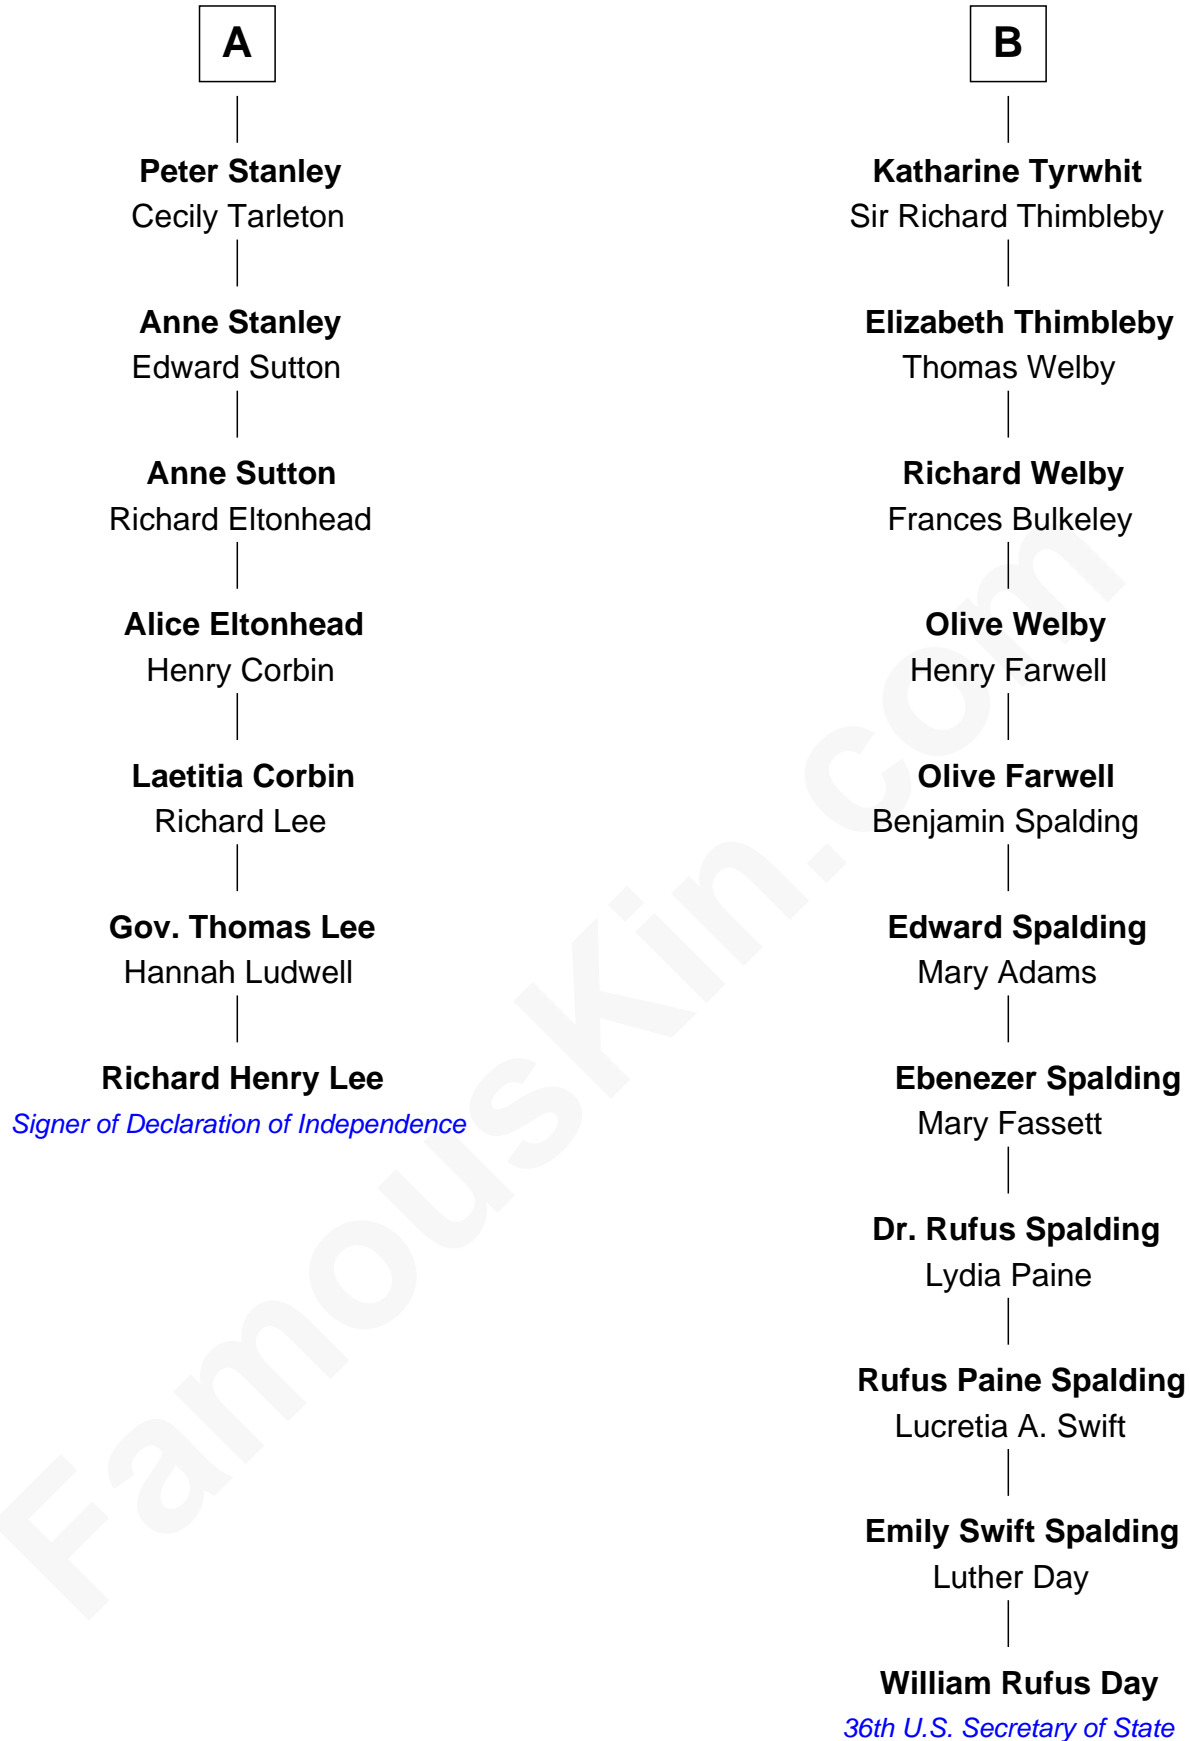 A
Peter Stanley
Cecily Tarleton
Anne Stanley
Edward Sutton
Anne Sutton
Richard Eltonhead
Alice Eltonhead
Henry Corbin
Laetitia Corbin
Richard Lee
Gov. Thomas Lee
Hannah Ludwell
Richard Henry Lee
Signer of Declaration of Independence
B
Katharine Tyrwhit
Sir Richard Thimbleby
Elizabeth Thimbleby
Thomas Welby
Richard Welby
Frances Bulkeley
Olive Welby
Henry Farwell
Olive Farwell
Benjamin Spalding
Edward Spalding
Mary Adams
Ebenezer Spalding
Mary Fassett
Dr. Rufus Spalding
Lydia Paine
Rufus Paine Spalding
Lucretia A. Swift
Emily Swift Spalding
Luther Day
William Rufus Day
36th U.S. Secretary of State
FamousKin.com